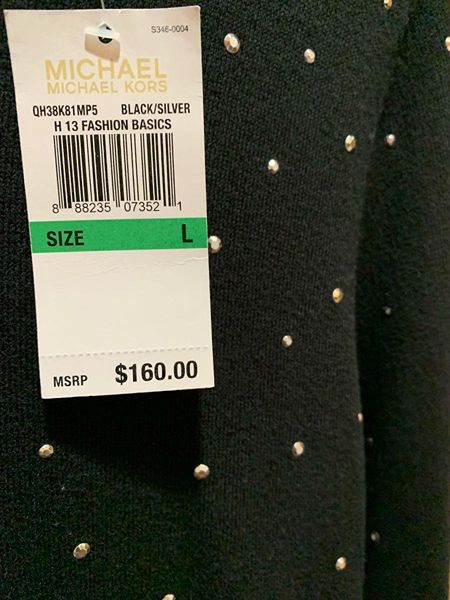 S346-0004
MICHAEL
MICHAEL KORS
QH38K81MP5 BLACK/SILVER
H 13 FASHION BASICS
8 88235 07352 1
SIZE L
MSRP $160.00